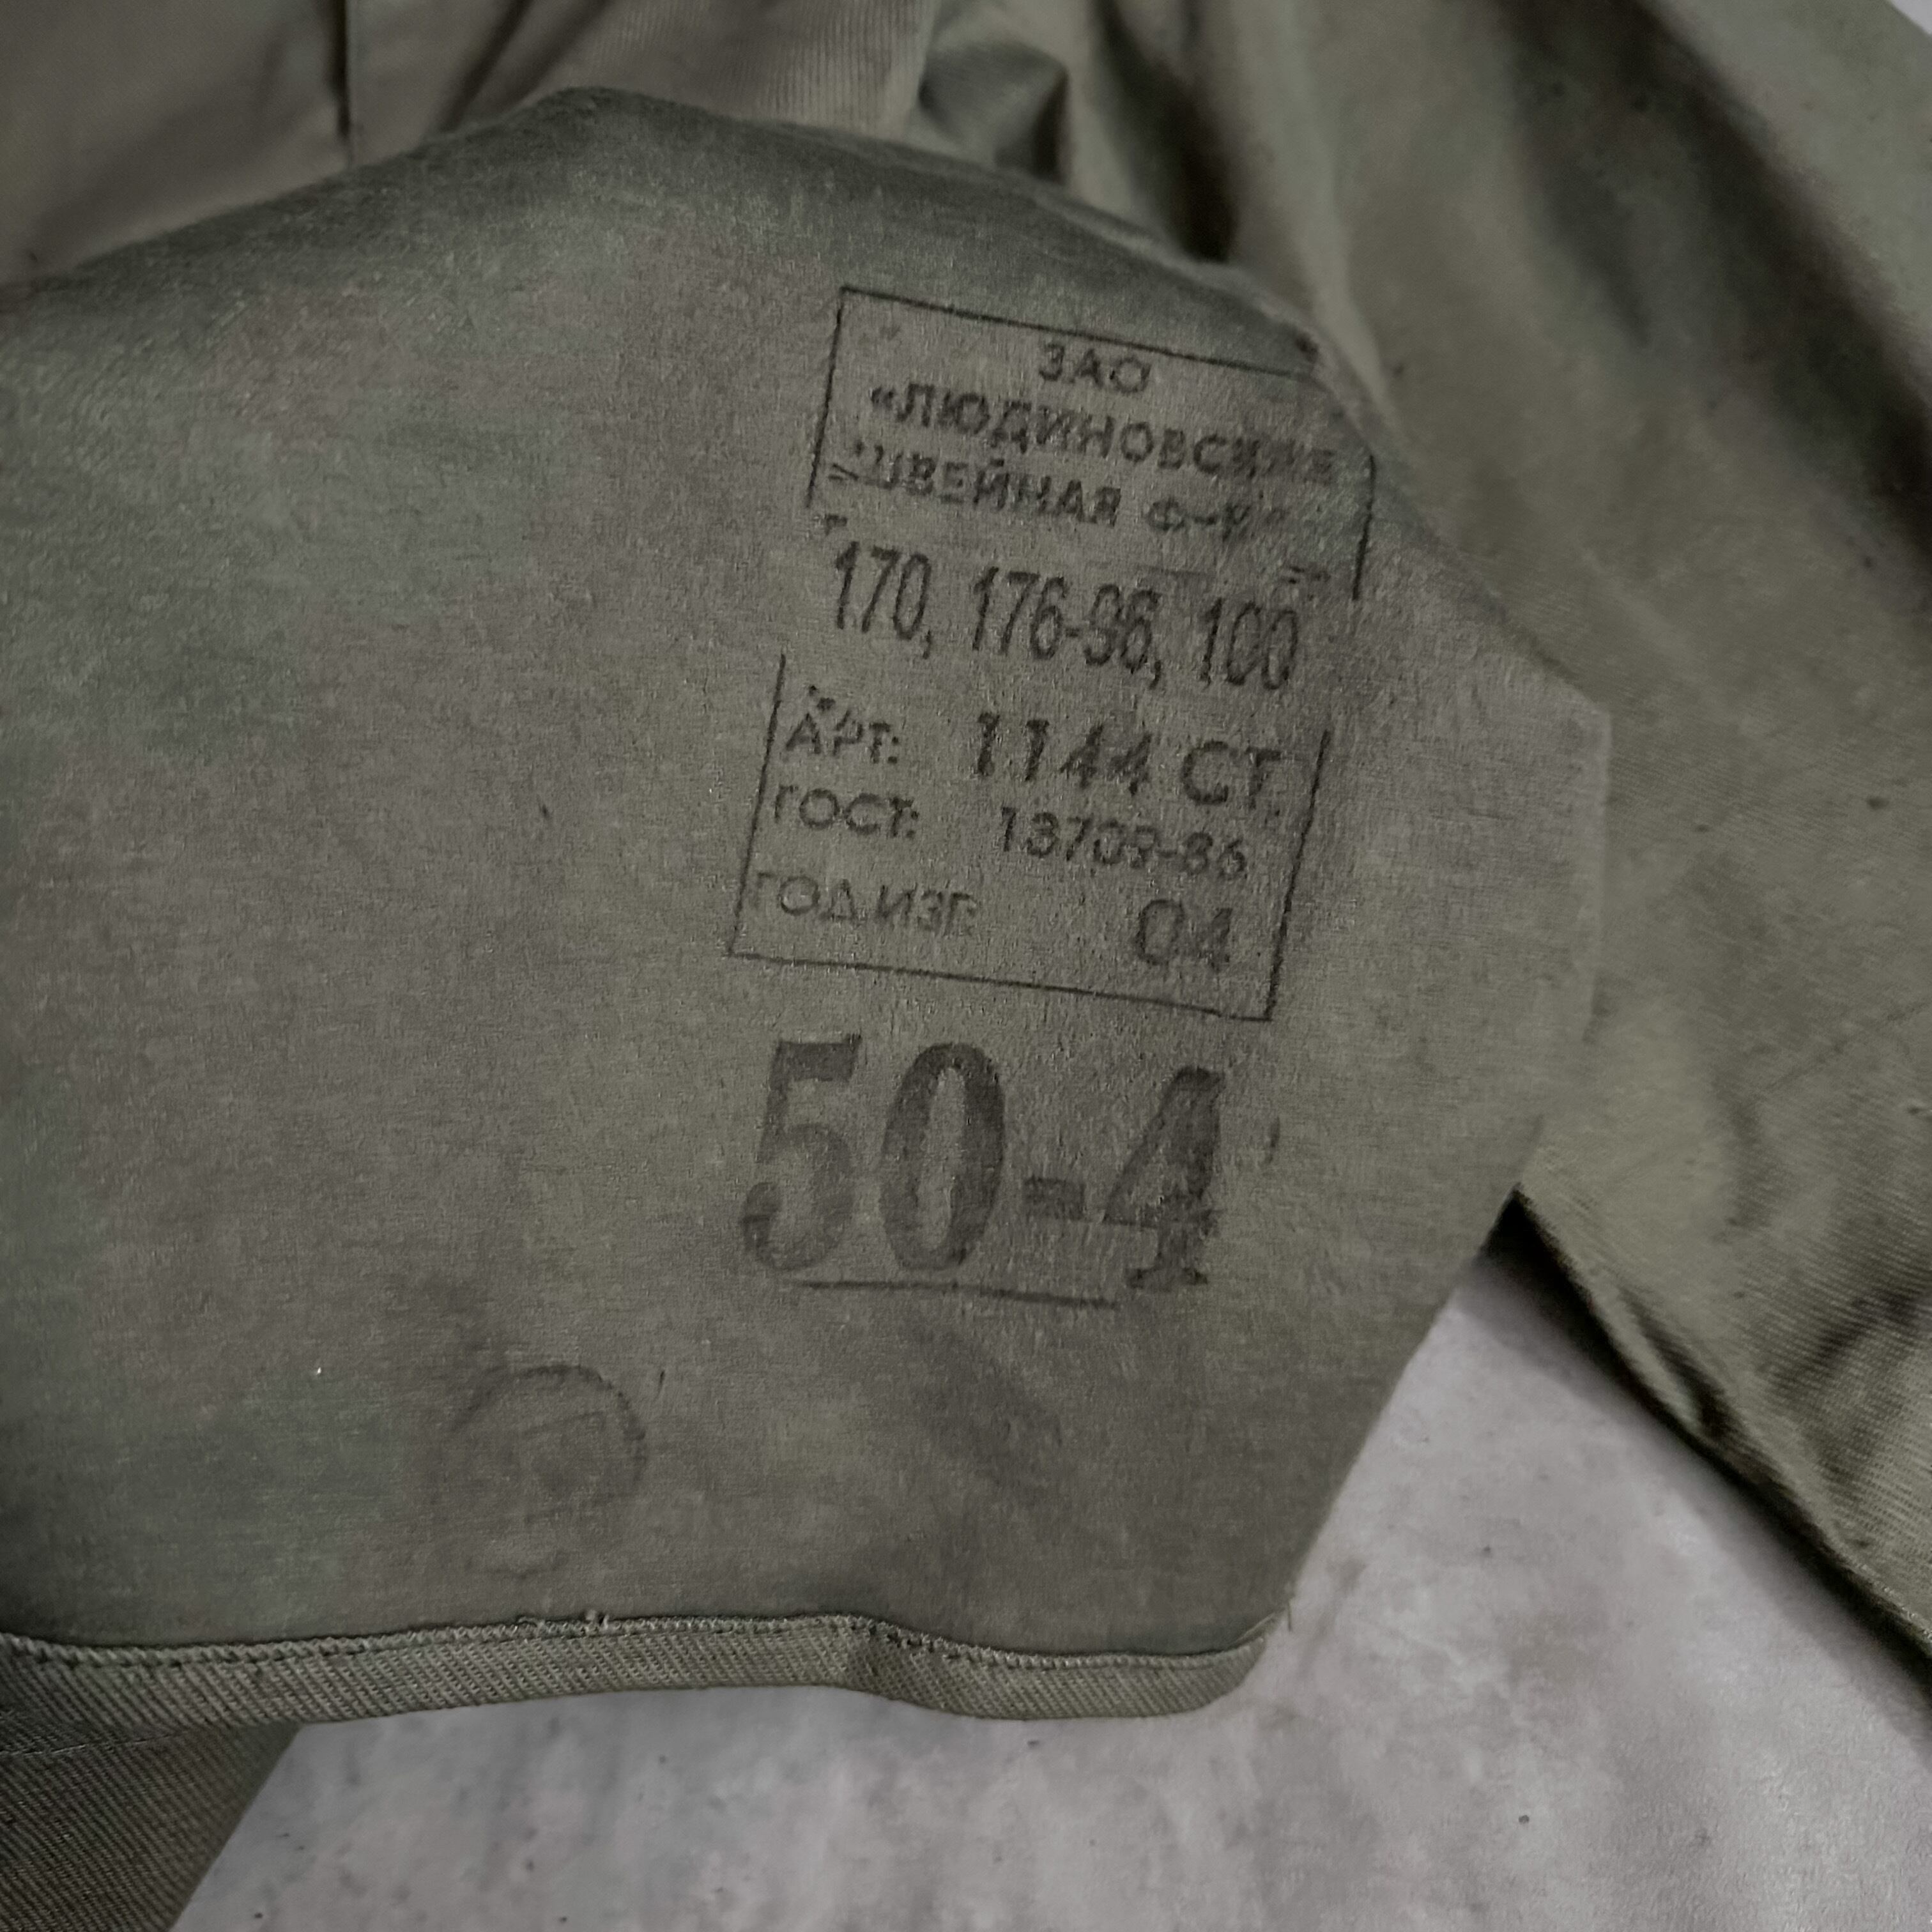 ЗАО
«ЛЮДИНОВСКАЯ
ШВЕЙНАЯ Ф-КА»
170, 176-96, 100
АРТ: 1144 СТ.
ГОСТ: 13709-86
ГОД ИЗГ. 04
50-4